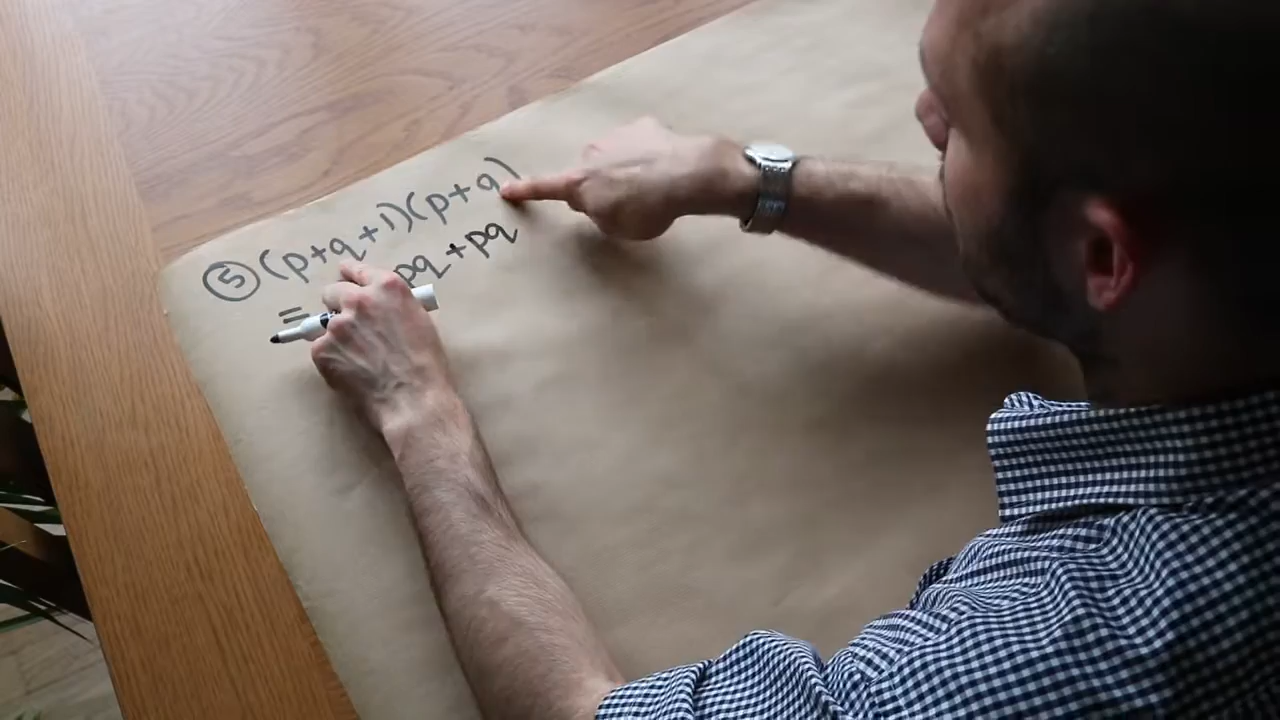 ⑤ (p+q+1)(p+q)
= pq+pq